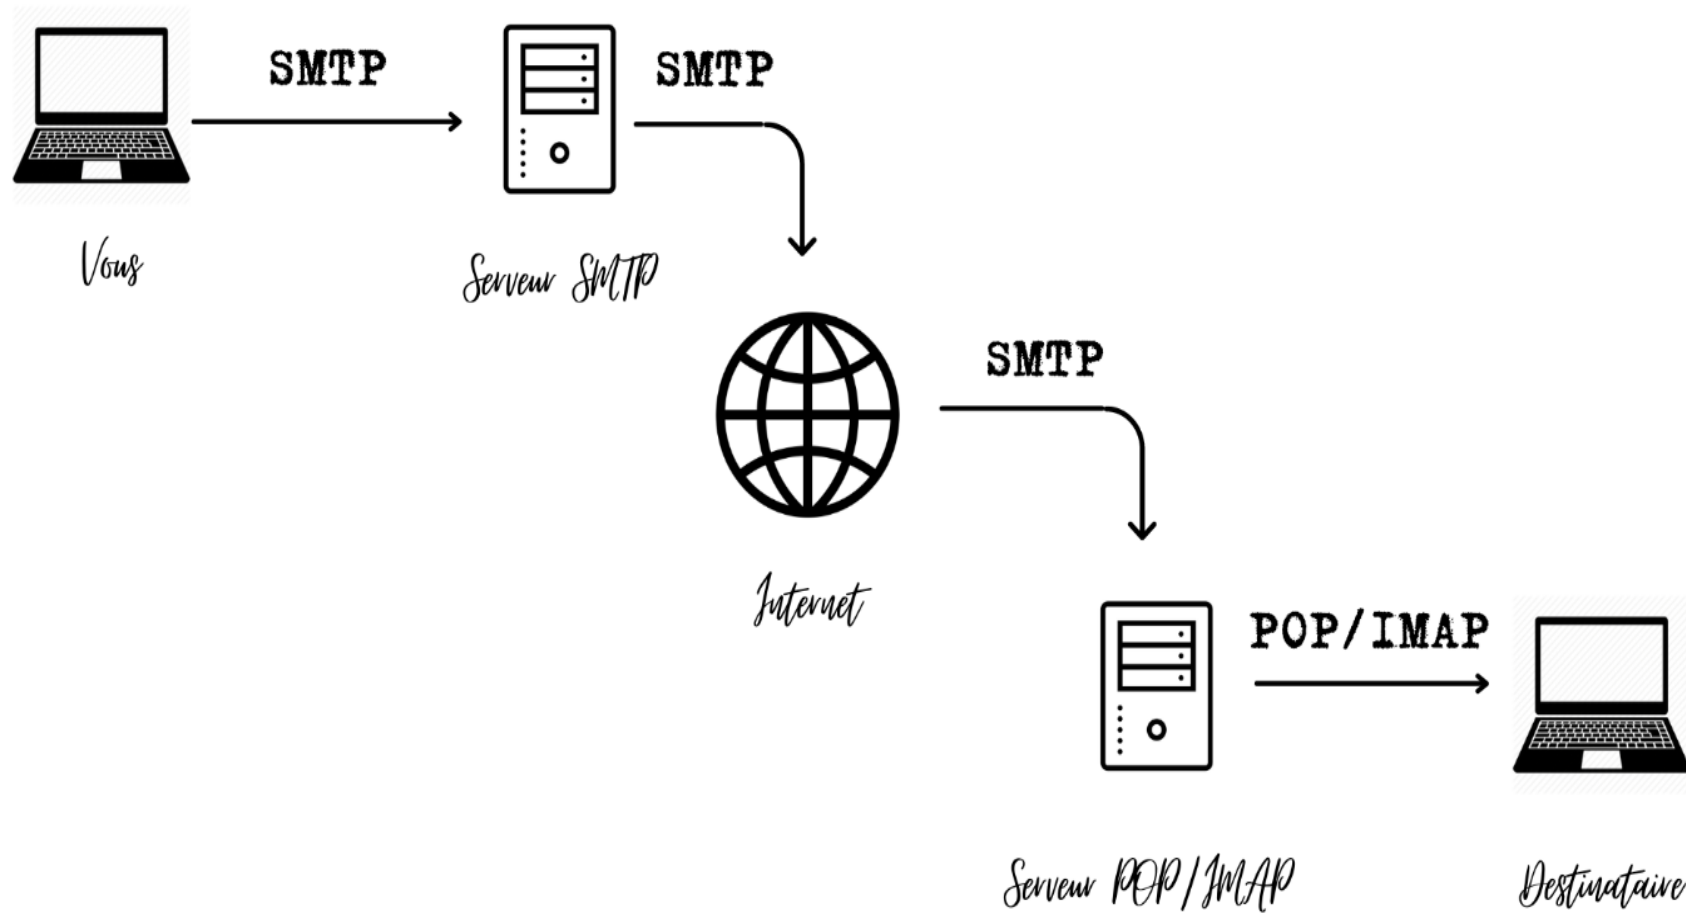 SMTP
SMTP
Vous
Serveur SMTP
SMTP
Internet
POP/IMAP
Serveur POP/IMAP
Destinataire